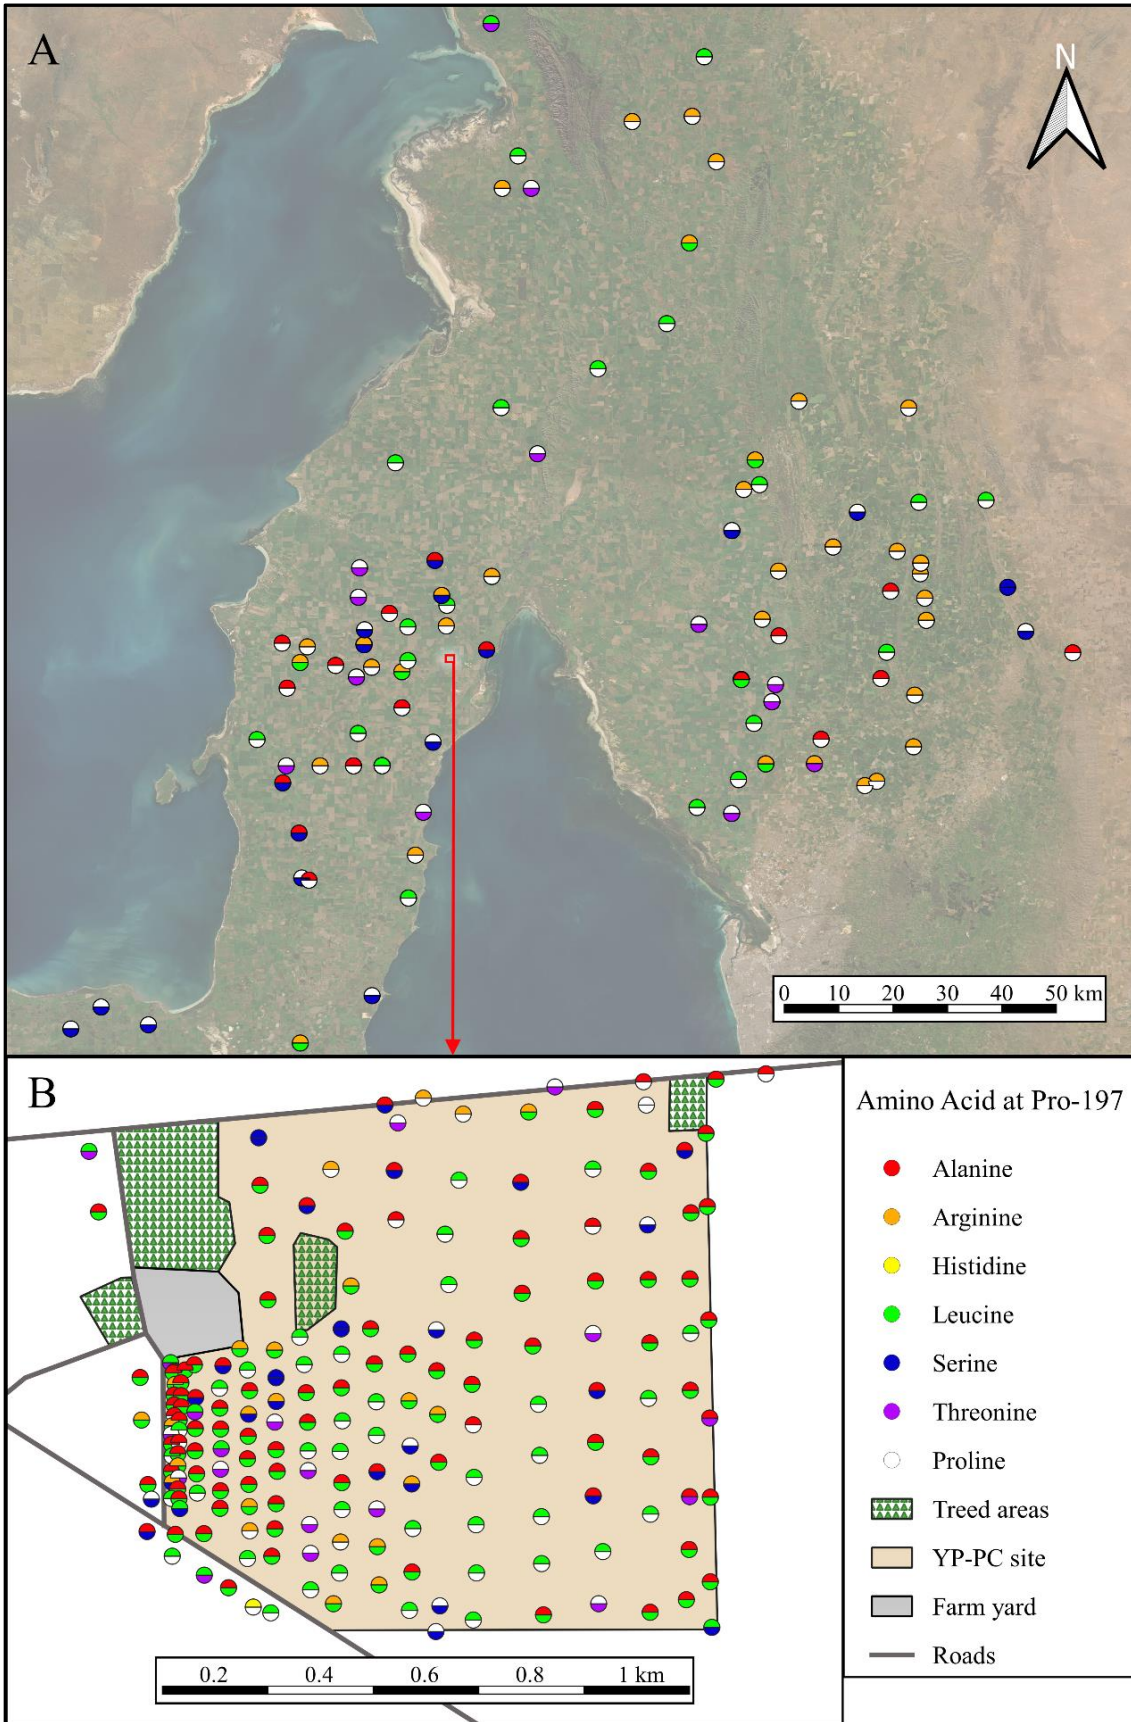 A
N
0 10 20 30 40 50 km
B
0.2 0.4 0.6 0.8 1 km
Amino Acid at Pro-197
Alanine
Arginine
Histidine
Leucine
Serine
Threonine
Proline
Treed areas
YP-PC site
Farm yard
Roads